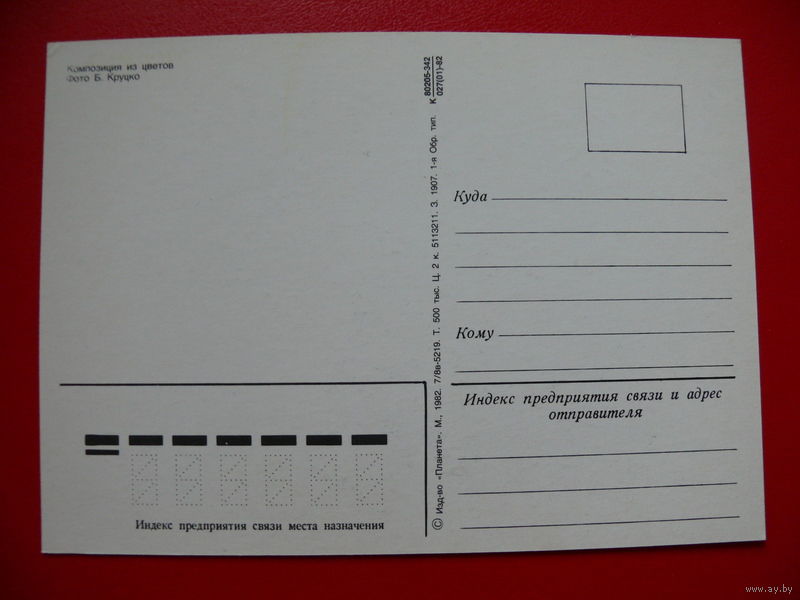 Композиция из цветов
Фото Б. Круцко
Индекс предприятия связи места назначения
© Изд-во «Планета». М., 1982. 7/8в-5219. Т. 500 тыс. Ц. 2 к. 5113211. З. 1907. 1-я Обр. тип. К 80205-342
027(01)-82
Куда
Кому
Индекс предприятия связи и адрес
отправителя
www.ay.by